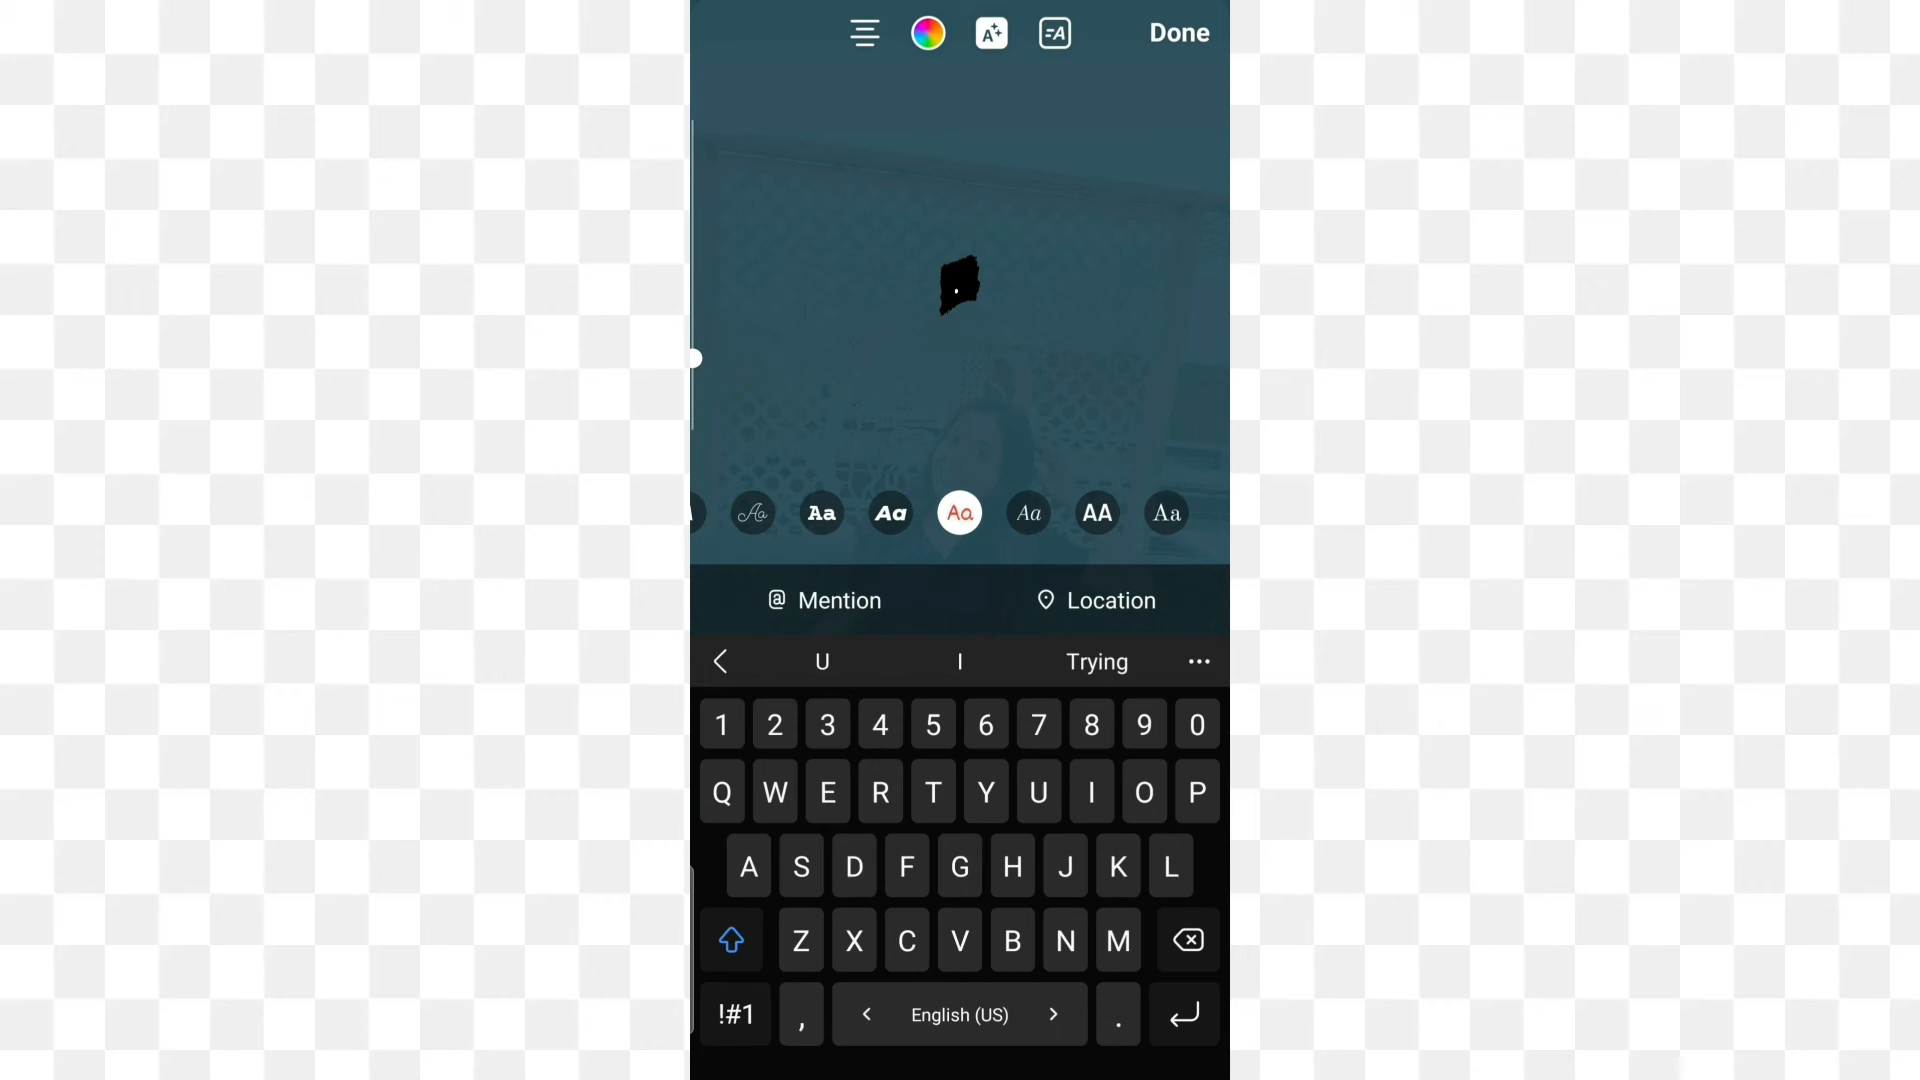 A =A Done
Aa Aa Aa Aa Aa AA Aa
@ Mention Location
U I Trying ...
1 2 3 4 5 6 7 8 9 0
Q W E R T Y U I O P
A S D F G H J K L
Z X C V B N M
!#1 , < English (US) > .